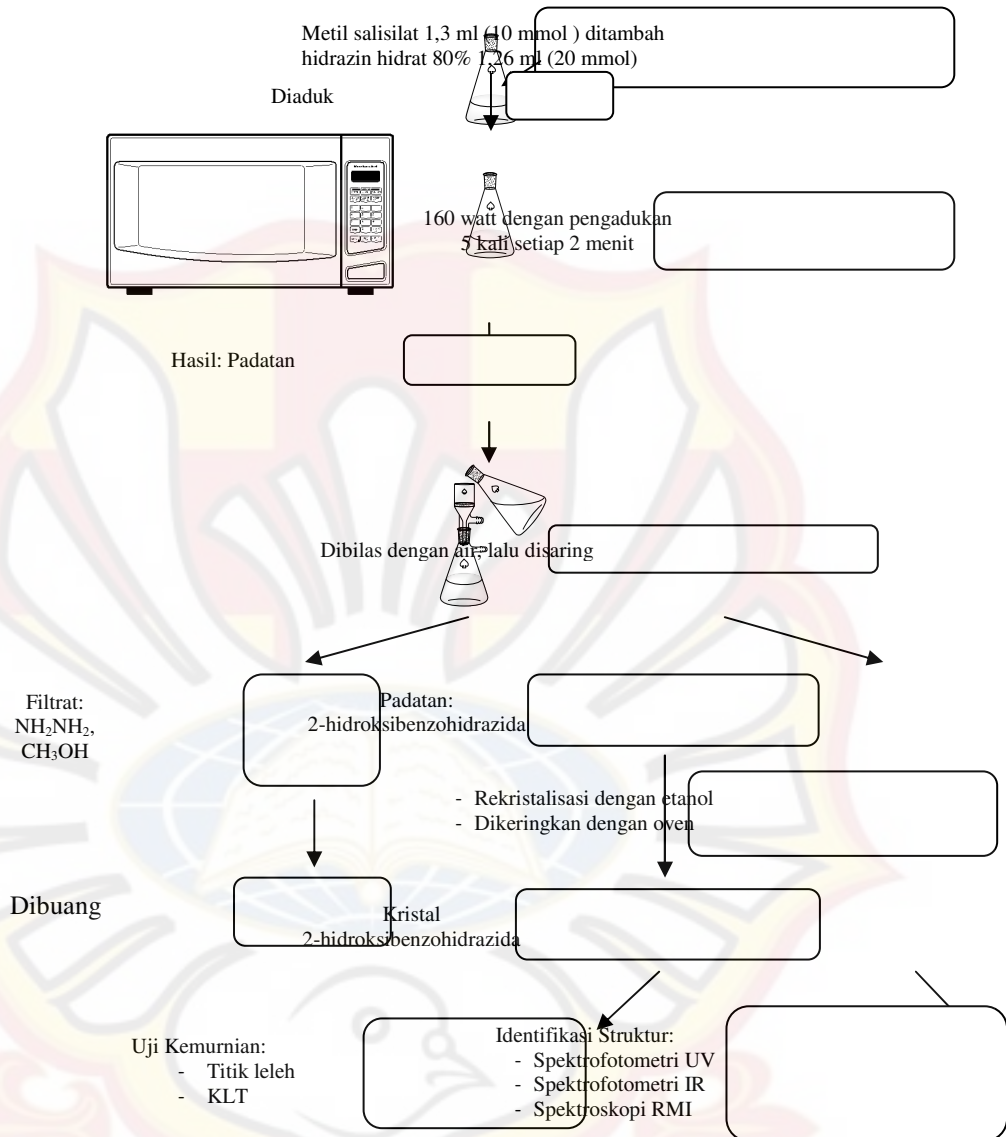 Metil salisilat 1,3 ml (10 mmol ) ditambah
hidrazin hidrat 80% 1,26 ml (20 mmol)
Diaduk
160 watt dengan pengadukan
5 kali setiap 2 menit
Hasil: Padatan
Dibilas dengan air, lalu disaring
Filtrat:
NH₂NH₂,
CH₃OH
Padatan:
2-hidroksibenzohidrazida
- Rekristalisasi dengan etanol
- Dikeringkan dengan oven
Dibuang
Kristal
2-hidroksibenzohidrazida
Uji Kemurnian:
- Titik leleh
- KLT
Identifikasi Struktur:
- Spektrofotometri UV
- Spektrofotometri IR
- Spektroskopi RMI